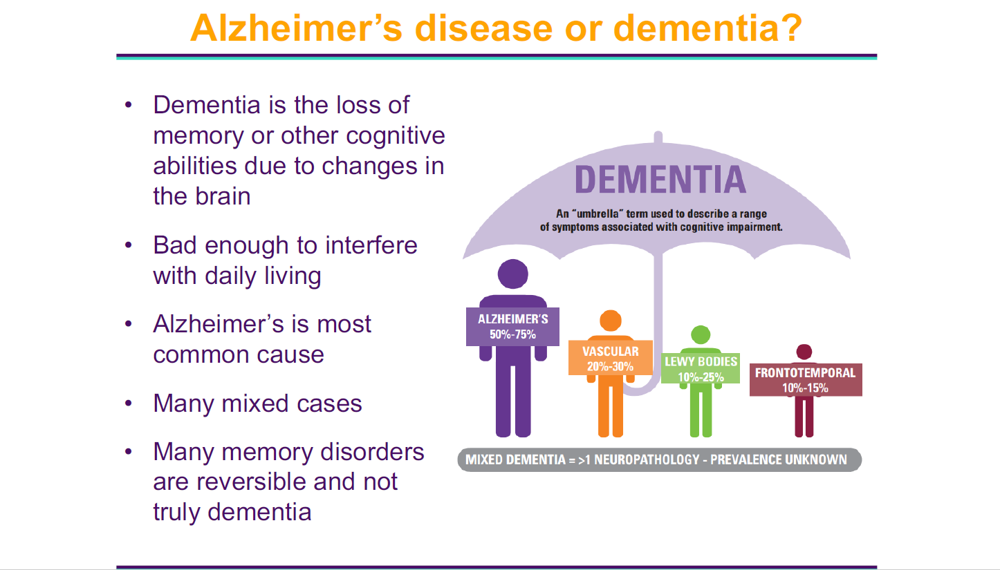 Alzheimer’s disease or dementia?
• Dementia is the loss of
memory or other cognitive
abilities due to changes in
the brain
• Bad enough to interfere
with daily living
• Alzheimer’s is most
common cause
• Many mixed cases
• Many memory disorders
are reversible and not
truly dementia
DEMENTIA
An “umbrella” term used to describe a range
of symptoms associated with cognitive impairment.
ALZHEIMER'S
50%-75%
VASCULAR
20%-30%
LEWY BODIES
10%-25%
FRONTOTEMPORAL
10%-15%
MIXED DEMENTIA = >1 NEUROPATHOLOGY - PREVALENCE UNKNOWN